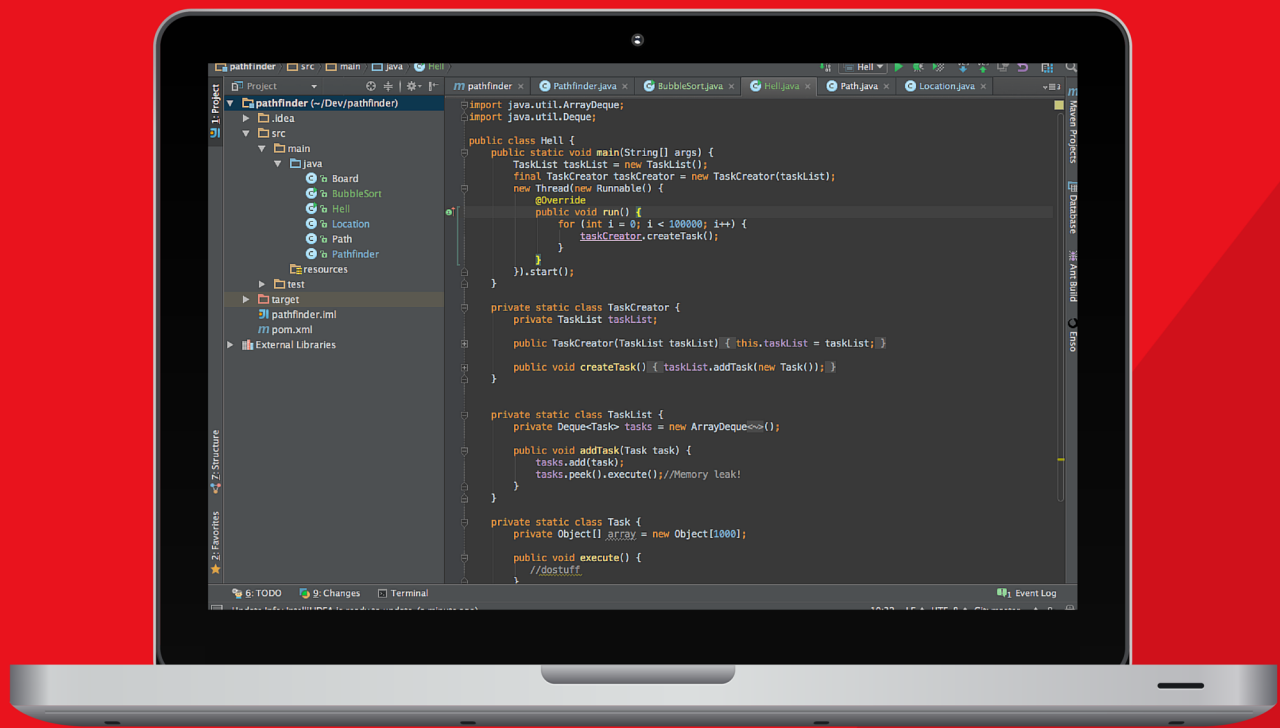 pathfinder src main java Hell
Hell
Project
pathfinder Pathfinder.java BubbleSort.java Hell.java Path.java Location.java
1: Project
pathfinder (~/Dev/pathfinder)
.idea
src
main
java
Board
BubbleSort
Hell
Location
Path
Pathfinder
resources
test
target
pathfinder.iml
pom.xml
External Libraries
7: Structure
2: Favorites
import java.util.ArrayDeque;
import java.util.Deque;
public class Hell {
public static void main(String[] args) {
TaskList taskList = new TaskList();
final TaskCreator taskCreator = new TaskCreator(taskList);
new Thread(new Runnable() {
@Override
public void run() {
for (int i = 0; i < 100000; i++) {
taskCreator.createTask();
}
}
}).start();
}
private static class TaskCreator {
private TaskList taskList;
public TaskCreator(TaskList taskList) { this.taskList = taskList; }
public void createTask() { taskList.addTask(new Task()); }
}
private static class TaskList {
private Deque<Task> tasks = new ArrayDeque<~>();
public void addTask(Task task) {
tasks.add(task);
tasks.peek().execute();//Memory leak!
}
}
private static class Task {
private Object[] array = new Object[1000];
public void execute() {
//dostuff
}
Maven Projects
Database
Ant Build
Enso
6: TODO 9: Changes Terminal
1 Event Log